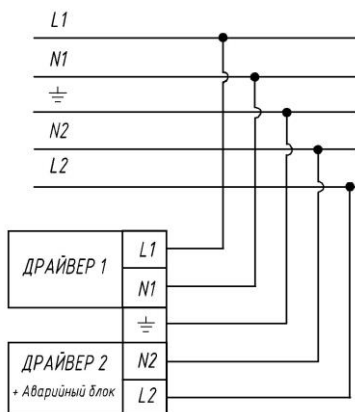 L1
N1
N2
L2
ДРАЙВЕР 1
L1
N1
ДРАЙВЕР 2
+ Аварийный блок
N2
L2